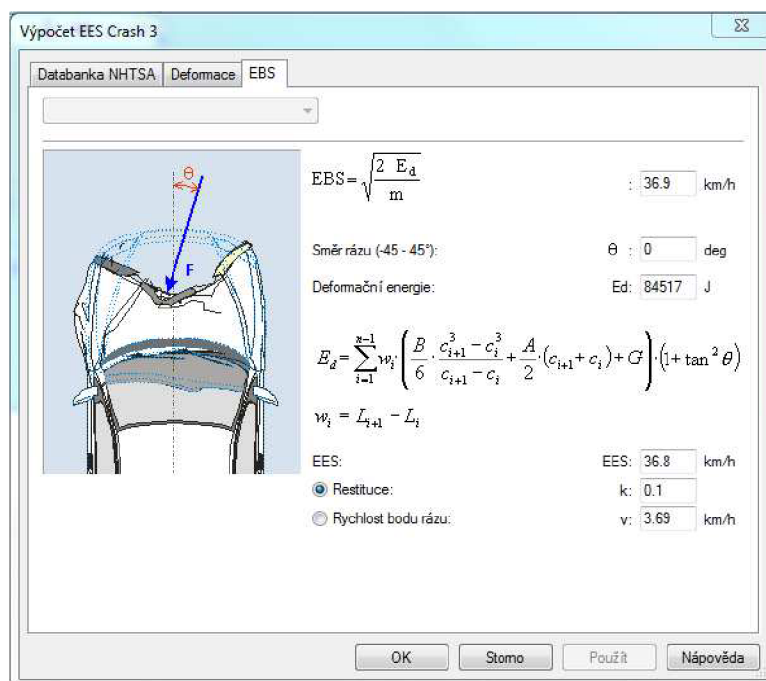 Výpočet EES Crash 3
Databanka NHTSA Deformace EBS
θ
F
EBS = √(2 E_d / m) : 36.9 km/h
Směr rázu (-45 - 45°): θ : 0 deg
Deformační energie: Ed: 84517 J
E_d = ∑_{i=1}^{n-1} w_i · (B/6 · (c_{i+1}^3 − c_i^3)/(c_{i+1} − c_i) + A/2 · (c_{i+1} + c_i) + G) · (1 + tan^2 θ)
w_i = L_{i+1} − L_i
EES: EES: 36.8 km/h
Restituce: k: 0.1
Rychlost bodu rázu: v: 3.69 km/h
OK Storno Použít Nápověda